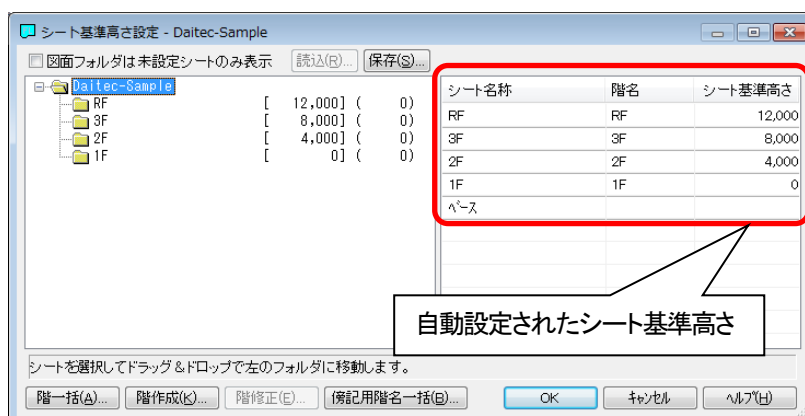 シート基準高さ設定 - Daitec-Sample
図面フォルダは未設定シートのみ表示 読込(R)... 保存(S)...
Daitec-Sample
RF [ 12,000] ( 0)
3F [ 8,000] ( 0)
2F [ 4,000] ( 0)
1F [ 0] ( 0)
シート名称 階名 シート基準高さ
RF RF 12,000
3F 3F 8,000
2F 2F 4,000
1F 1F 0
ﾍﾞｰｽ
自動設定されたシート基準高さ
シートを選択してドラッグ＆ドロップで左のフォルダに移動します。
階一括(A)... 階作成(K)... 階修正(E)... 傍記用階名一括(B)... OK ｷｬﾝｾﾙ ﾍﾙﾌﾟ(H)